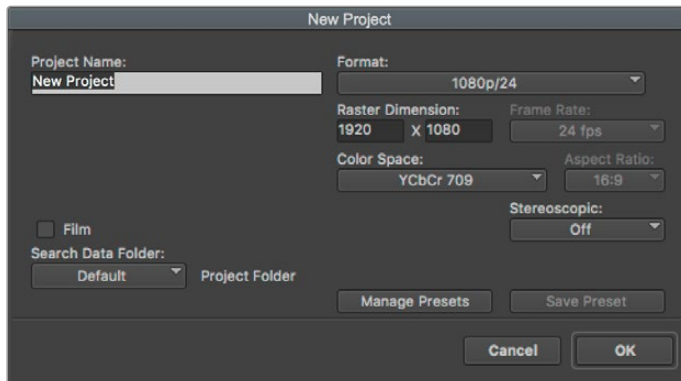 New Project
Project Name:
New Project
Format:
1080p/24
Raster Dimension:
1920 X 1080
Frame Rate:
24 fps
Color Space:
YCbCr 709
Aspect Ratio:
16:9
Stereoscopic:
Off
Film
Search Data Folder:
Default
Project Folder
Manage Presets
Save Preset
Cancel
OK